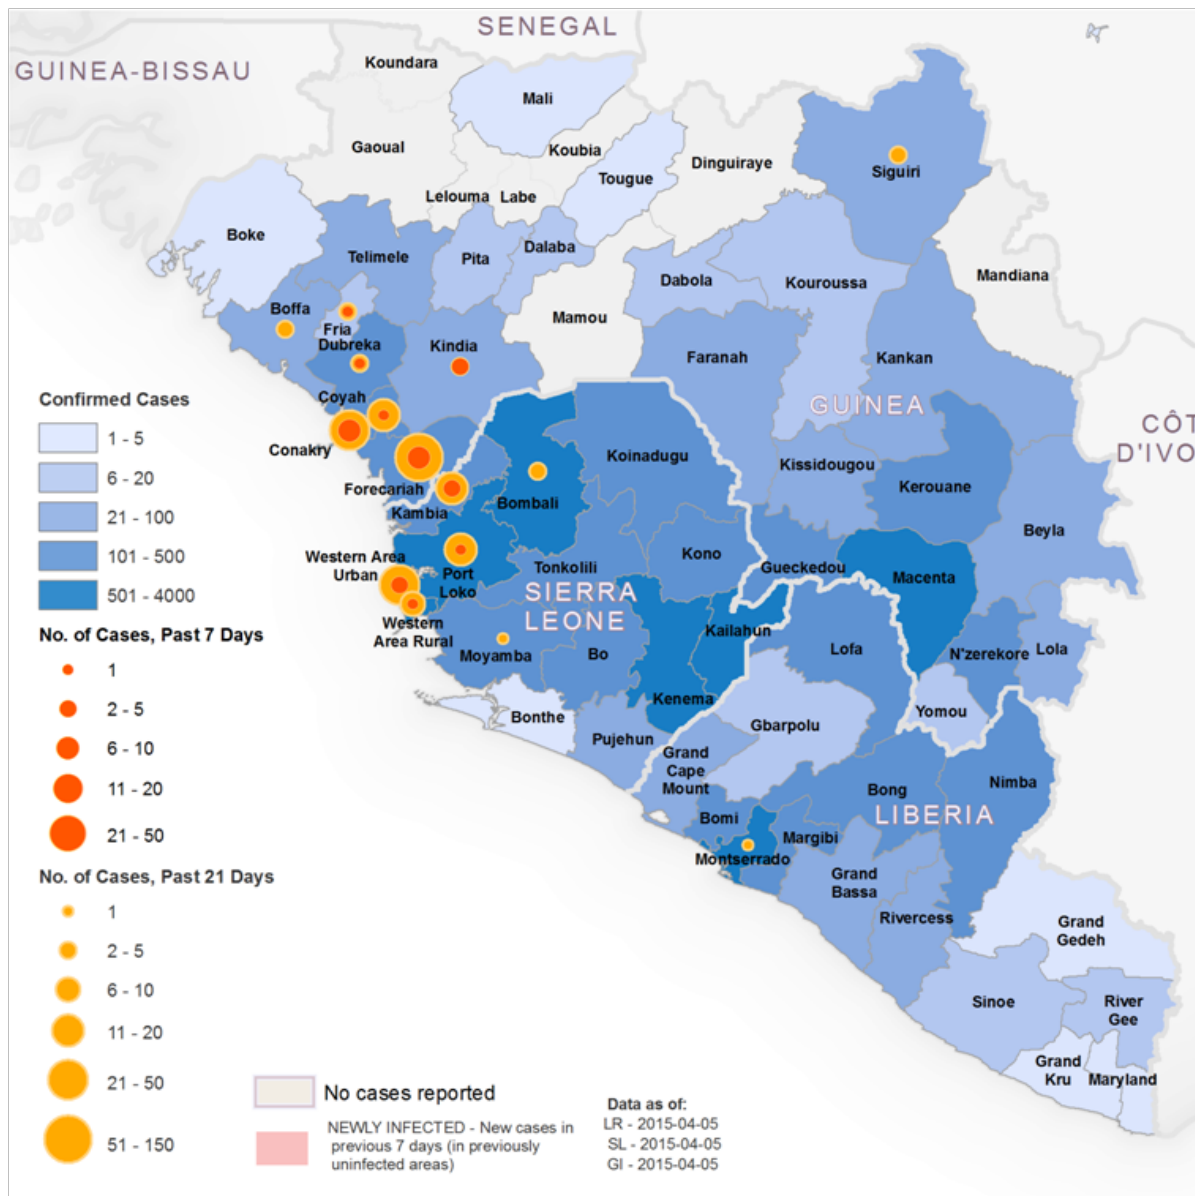 SENEGAL
GUINEA-BISSAU
Koundara
Mali
Gaoual
Koubia
Dinguiraye
Siguiri
Tougue
Lelouma
Labe
Boke
Dalaba
Telimele
Pita
Mandiana
Dabola
Kouroussa
Boffa
Mamou
Fria
Dubreka
Kindia
Faranah
Kankan
Coyah
GUINEA
CÔT
D'IVO
Conakry
Koinadugu
Kissidougou
Kerouane
Forecariah
Bombali
Kambia
Beyla
Western Area
Urban
Port
Loko
Tonkolili
Kono
Gueckedou
Macenta
SIERRA
LEONE
Western
Area Rural
Kailahun
Moyamba
Bo
Lofa
N'zerekore
Lola
Kenema
Yomou
Bonthe
Gbarpolu
Pujehun
Grand
Cape
Mount
Nimba
Bong
LIBERIA
Bomi
Margibi
Montserrado
Grand
Bassa
Rivercess
Grand
Gedeh
Sinoe
River
Gee
Grand
Kru
Maryland
Confirmed Cases
1 - 5
6 - 20
21 - 100
101 - 500
501 - 4000
No. of Cases, Past 7 Days
1
2 - 5
6 - 10
11 - 20
21 - 50
No. of Cases, Past 21 Days
1
2 - 5
6 - 10
11 - 20
21 - 50
51 - 150
No cases reported
NEWLY INFECTED - New cases in
previous 7 days (in previously
uninfected areas)
Data as of:
LR - 2015-04-05
SL - 2015-04-05
GI - 2015-04-05